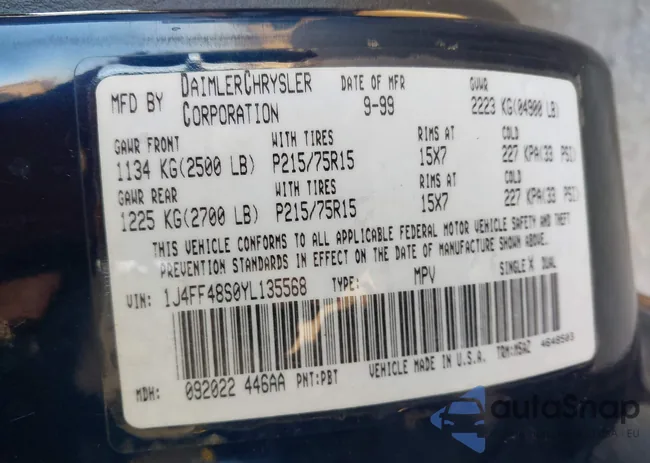 MFD BY DAIMLERCHRYSLER CORPORATION DATE OF MFR 9-99 GVWR 2223 KG(04900 LB)
GAWR FRONT WITH TIRES RIMS AT COLD
1134 KG(2500 LB) P215/75R15 15X7 227 KPA(33 PSI)
GAWR REAR WITH TIRES RIMS AT COLD
1225 KG(2700 LB) P215/75R15 15X7 227 KPA(33 PSI)
THIS VEHICLE CONFORMS TO ALL APPLICABLE FEDERAL MOTOR VEHICLE SAFETY AND THEFT
PREVENTION STANDARDS IN EFFECT ON THE DATE OF MANUFACTURE SHOWN ABOVE.
VIN: 1J4FF48S0YL135568 TYPE: MPV SINGLE X DUAL
MDH: 092022 446AA PNT:PBT VEHICLE MADE IN U.S.A. TRM:M5AZ 4648503
autoSnap